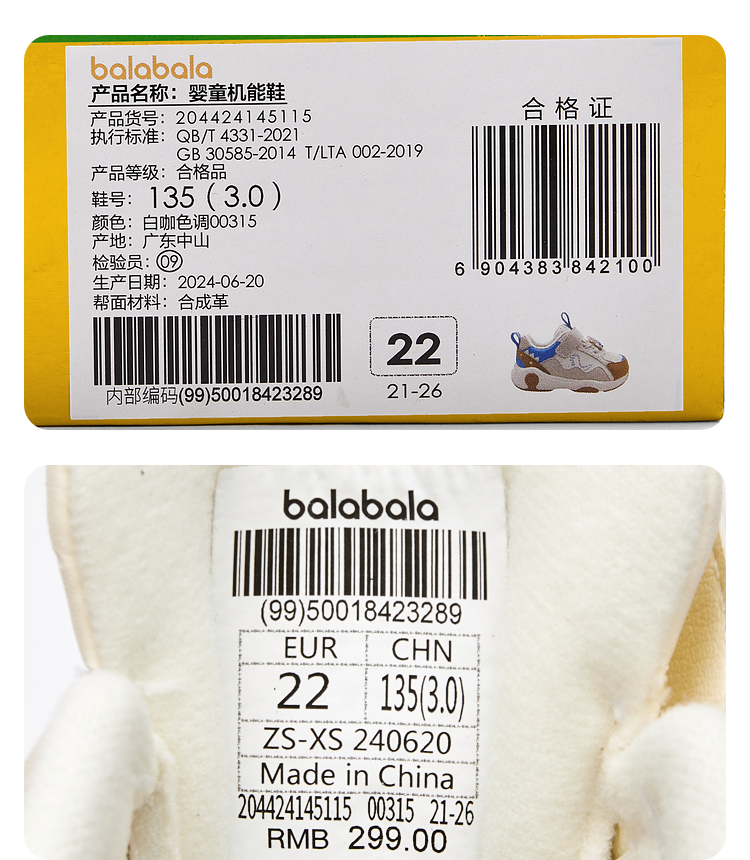 balabala
产品名称：婴童机能鞋
产品货号：204424145115
执行标准：QB/T 4331-2021
GB 30585-2014 T/LTA 002-2019
产品等级：合格品
鞋号：135（3.0）
颜色：白咖色调00315
产地：广东中山
检验员：09
生产日期：2024-06-20
帮面材料：合成革
内部编码(99)50018423289
合格证
6 904383 842100
22
21-26
balabala
(99)50018423289
EUR CHN
22 135(3.0)
ZS-XS 240620
Made in China
204424145115 00315 21-26
RMB 299.00